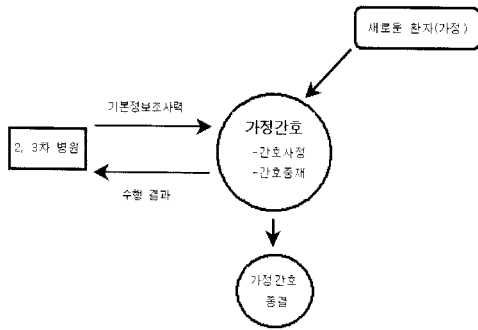 새로운 환자(가정)
기본정보조사력
가정간호
-간호사정
-간호중재
2, 3차 병원
수행 결과
가정간호
종결